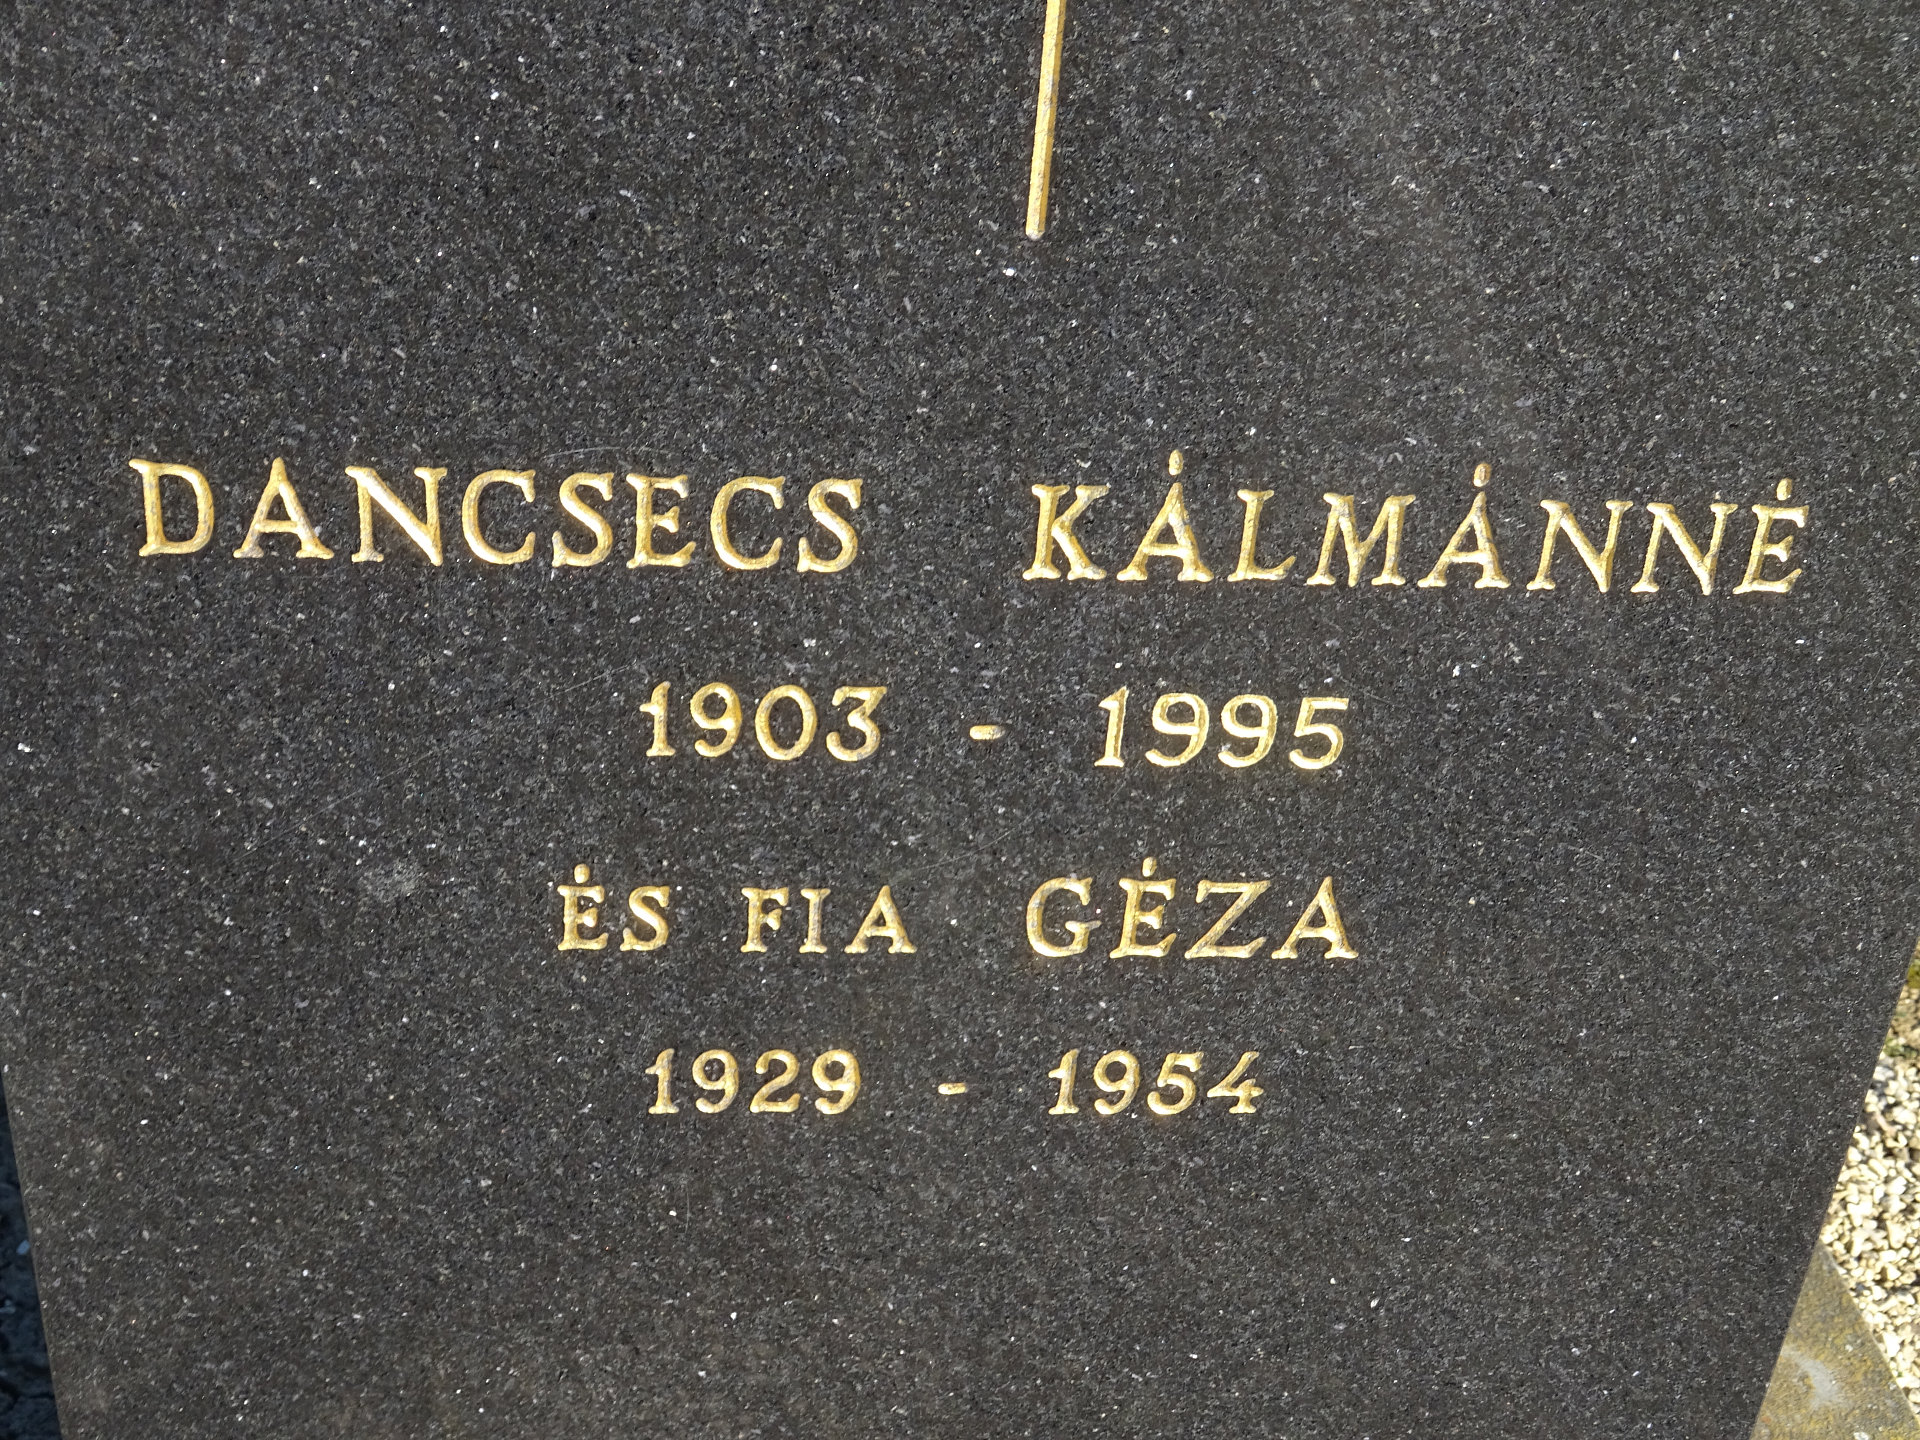 DANCSECS KÁLMÁNNÉ
1903 - 1995
ÉS FIA GÉZA
1929 - 1954